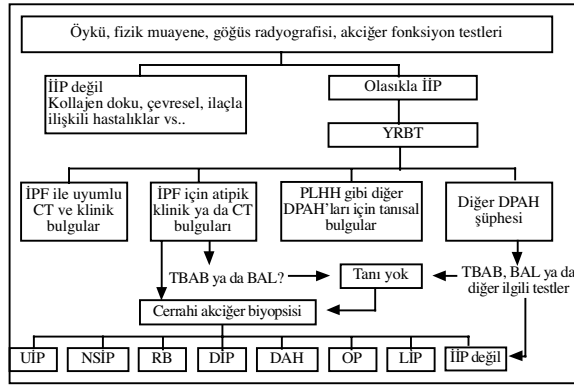 Öykü, fizik muayene, göğüs radyografisi, akciğer fonksiyon testleri
İİP değil
Kollajen doku, çevresel, ilaçla
ilişkili hastalıklar vs..
Olasıkla İİP
YRBT
İPF ile uyumlu
CT ve klinik
bulgular
İPF için atipik
klinik ya da CT
bulguları
PLHH gibi diğer
DPAH'ları için tanısal
bulgular
Diğer DPAH
şüphesi
TBAB ya da BAL?
Tanı yok
TBAB, BAL ya da
diğer ilgili testler
Cerrahi akciğer biyopsisi
UİP
NSİP
RB
DİP
DAH
OP
LİP
İİP değil